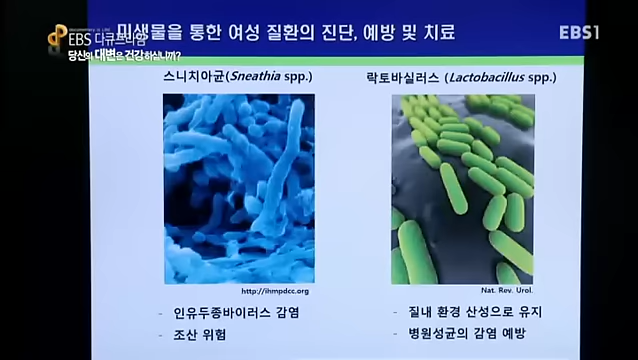 미생물을 통한 여성 질환의 진단, 예방 및 치료
EBS 다큐프라임
당신의 대변은 건강하십니까?
EBS1
스니치아균(Sneathia spp.)
락토바실러스 (Lactobacillus spp.)
http://ihmpdcc.org
Nat. Rev. Urol.
- 인유두종바이러스 감염
- 조산 위험
- 질내 환경 산성으로 유지
- 병원성균의 감염 예방